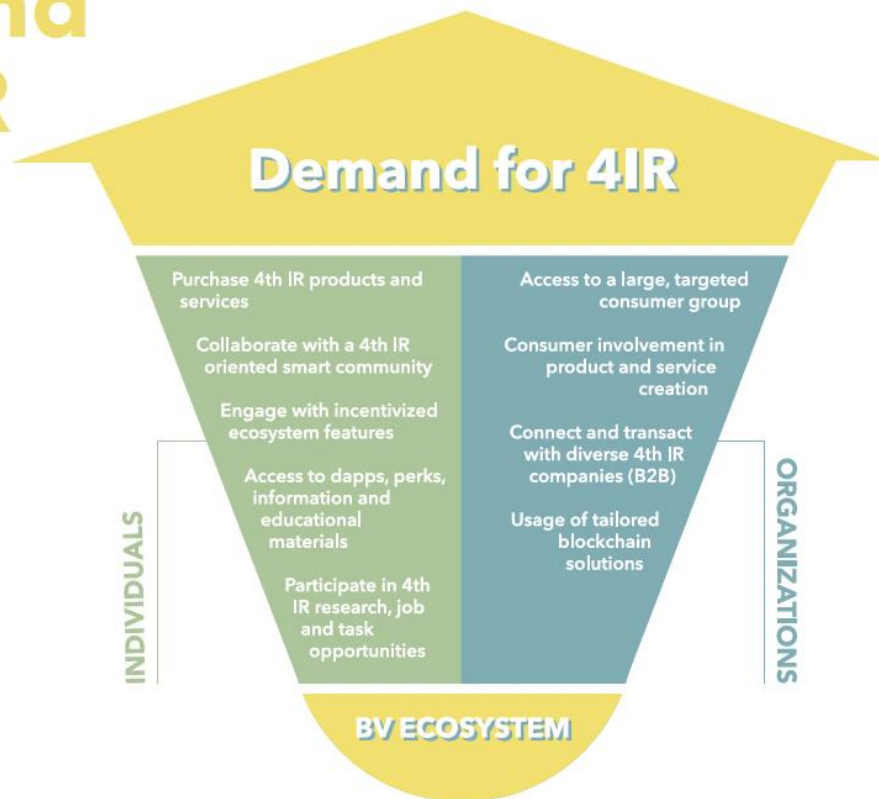 nd
R
Demand for 4IR
Purchase 4th IR products and
services
Collaborate with a 4th IR
oriented smart community
Engage with incentivized
ecosystem features
Access to dapps, perks,
information and
educational
materials
Participate in 4th
IR research, job
and task
opportunities
Access to a large, targeted
consumer group
Consumer involvement in
product and service
creation
Connect and transact
with diverse 4th IR
companies (B2B)
Usage of tailored
blockchain
solutions
INDIVIDUALS
ORGANIZATIONS
BV ECOSYSTEM